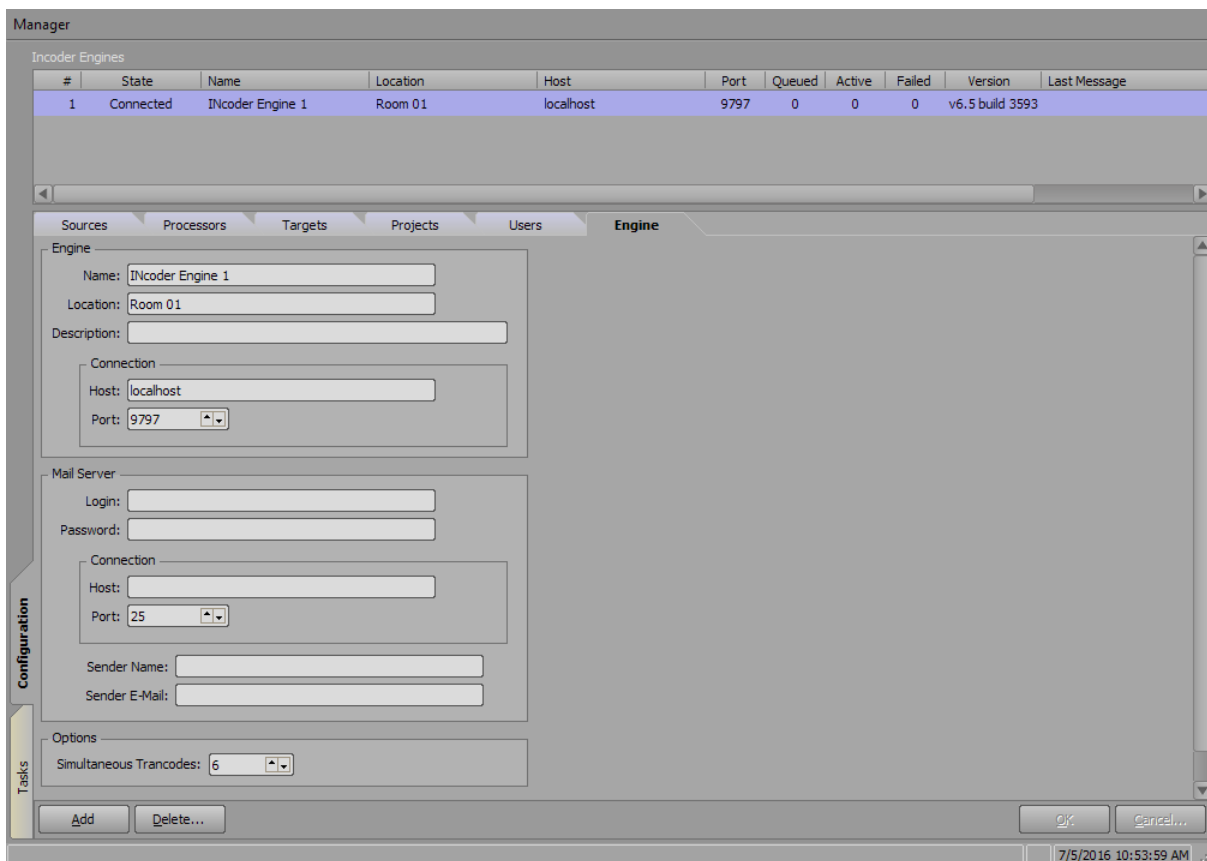 Manager
Incoder Engines
# State Name Location Host Port Queued Active Failed Version Last Message
1 Connected INcoder Engine 1 Room 01 localhost 9797 0 0 0 v6.5 build 3593
Sources Processors Targets Projects Users Engine
Engine
Name: INcoder Engine 1
Location: Room 01
Description:
Connection
Host: localhost
Port: 9797
Mail Server
Login:
Password:
Connection
Host:
Port: 25
Sender Name:
Sender E-Mail:
Options
Simultaneous Trancodes: 6
Configuration
Tasks
Add Delete... OK Cancel...
7/5/2016 10:53:59 AM